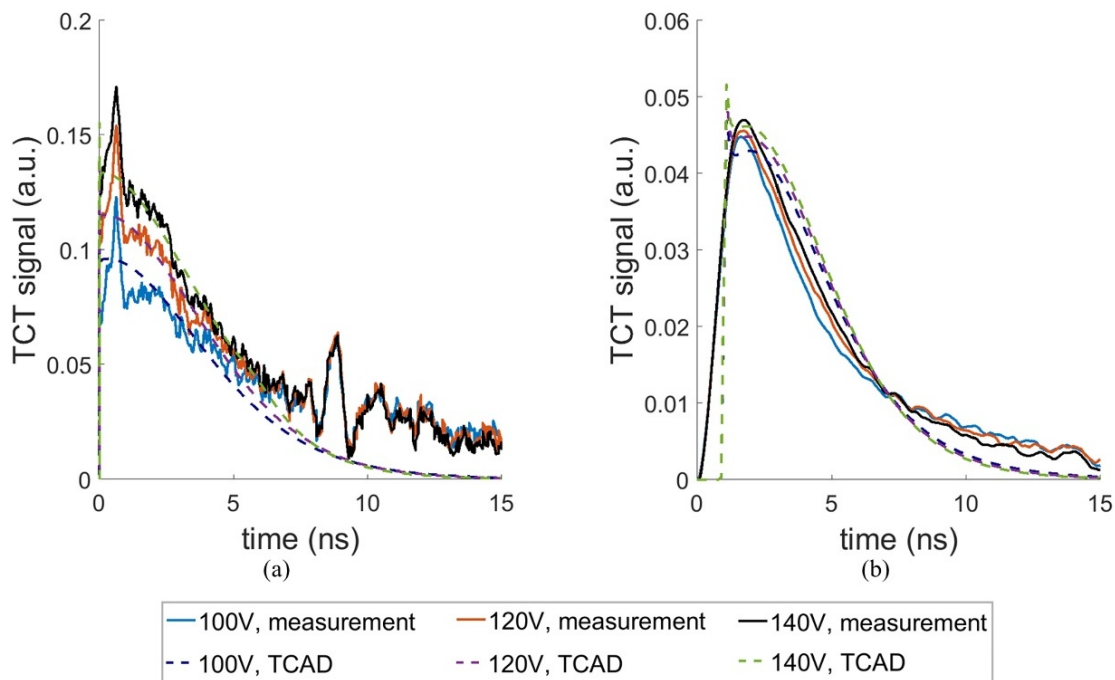 0.2
0.15
0.1
0.05
0
TCT signal (a.u.)
0 5 10 15
time (ns)
(a)
0.06
0.05
0.04
0.03
0.02
0.01
0
TCT signal (a.u.)
0 5 10 15
time (ns)
(b)
100V, measurement 120V, measurement 140V, measurement
100V, TCAD 120V, TCAD 140V, TCAD